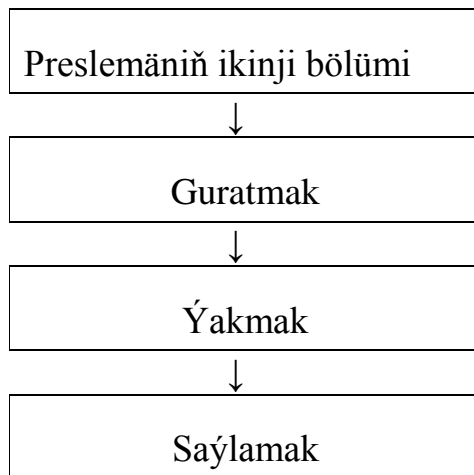 Preslemäniň ikinji bölümi
↓
Guratmak
↓
Ýakmak
↓
Saýlamak